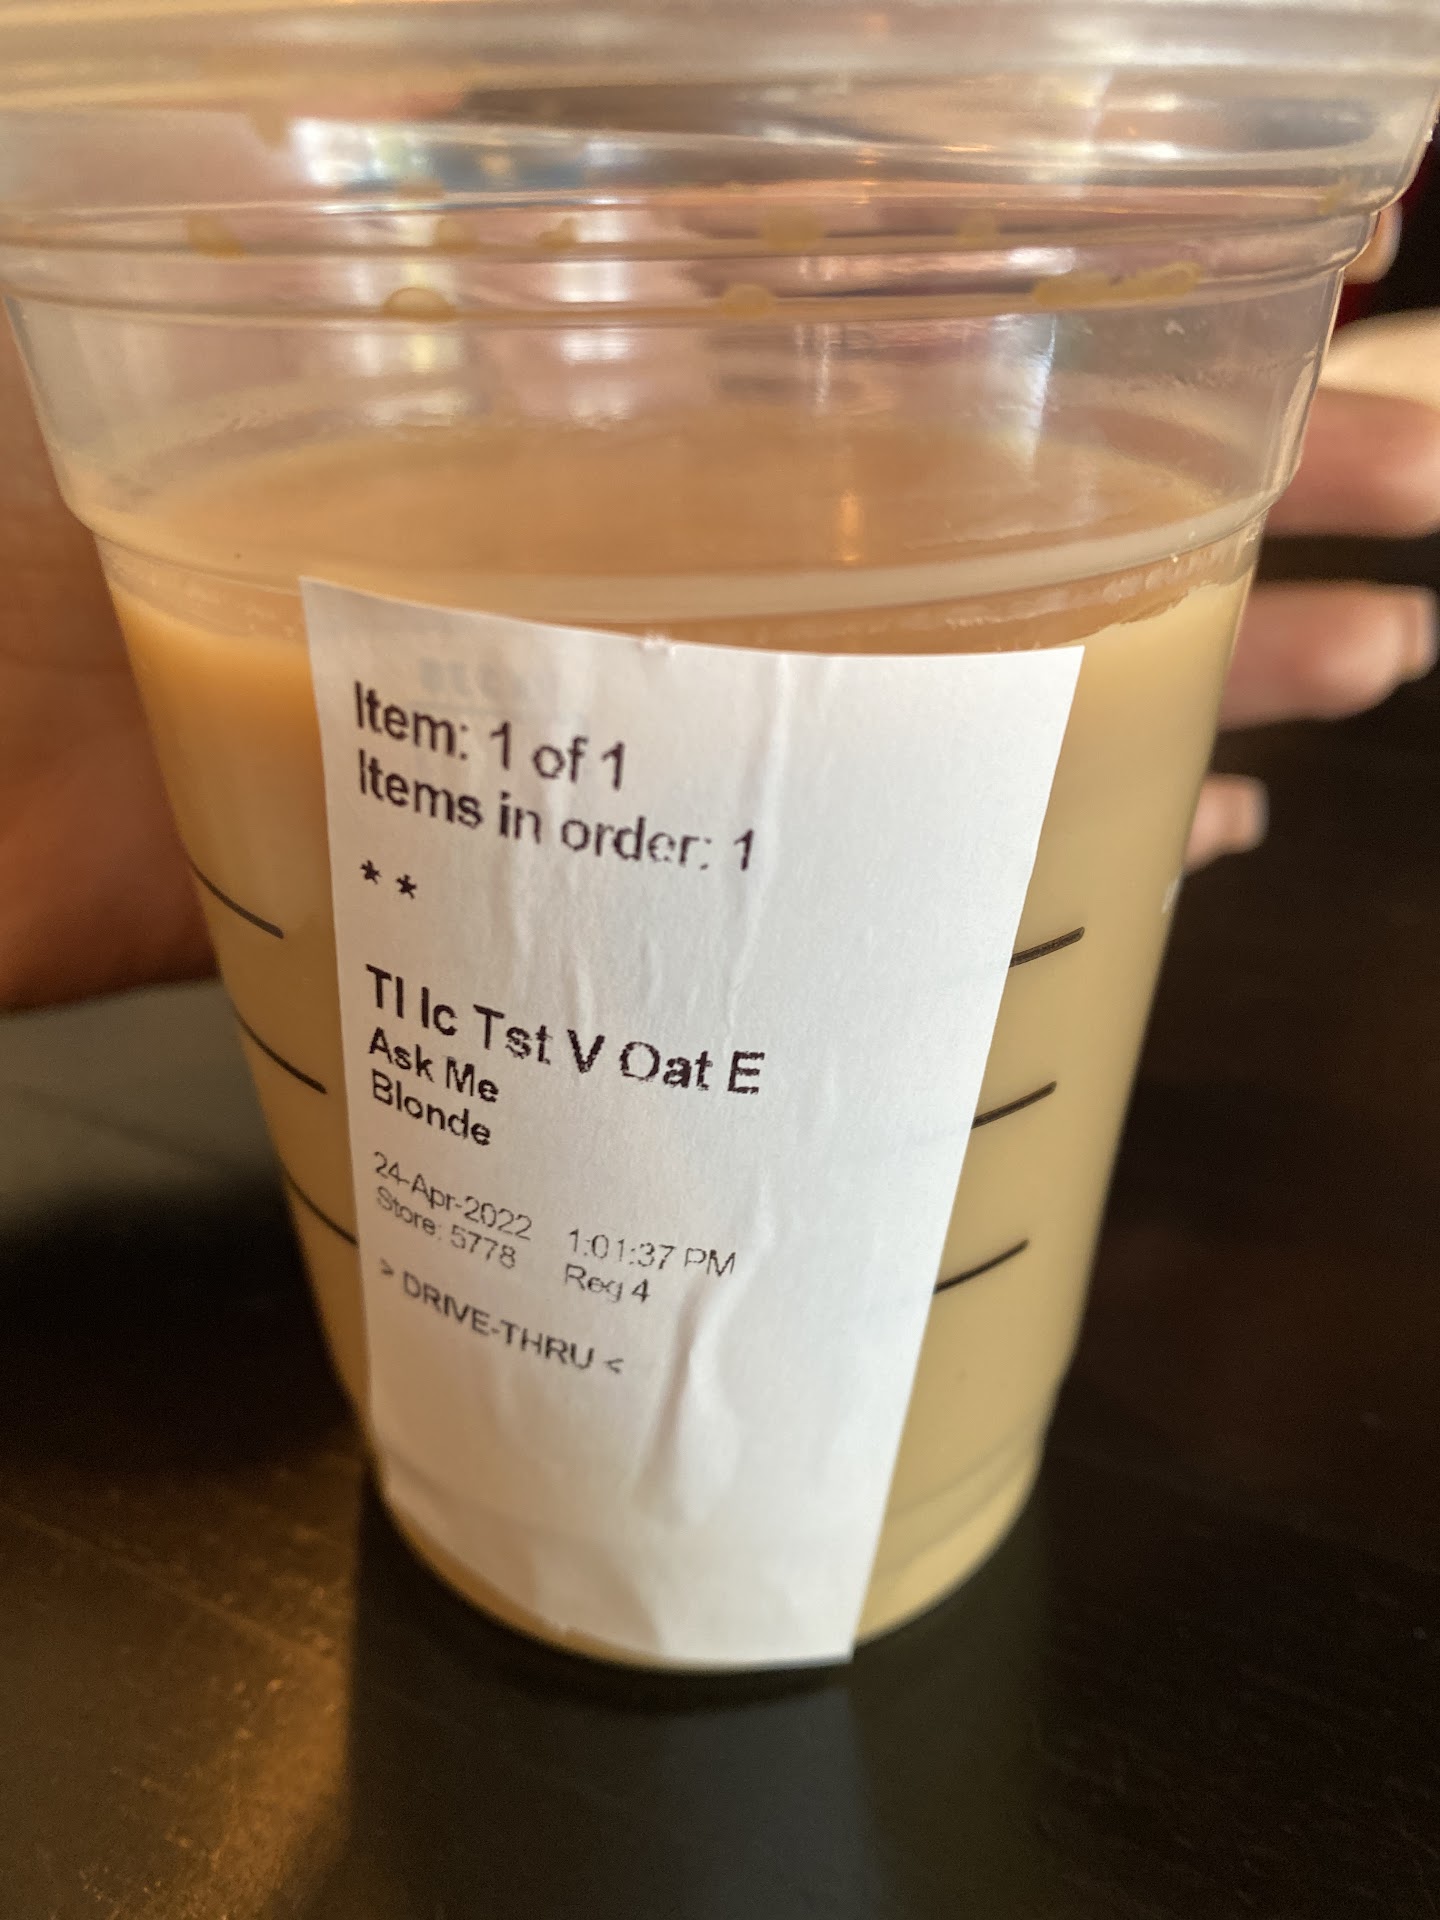 Item: 1 of 1
Items in order: 1
* *
Tl Ic Tst V Oat E
Ask Me
Blonde
24-Apr-2022 1:01:37 PM
Store: 5778 Reg 4
> DRIVE-THRU <